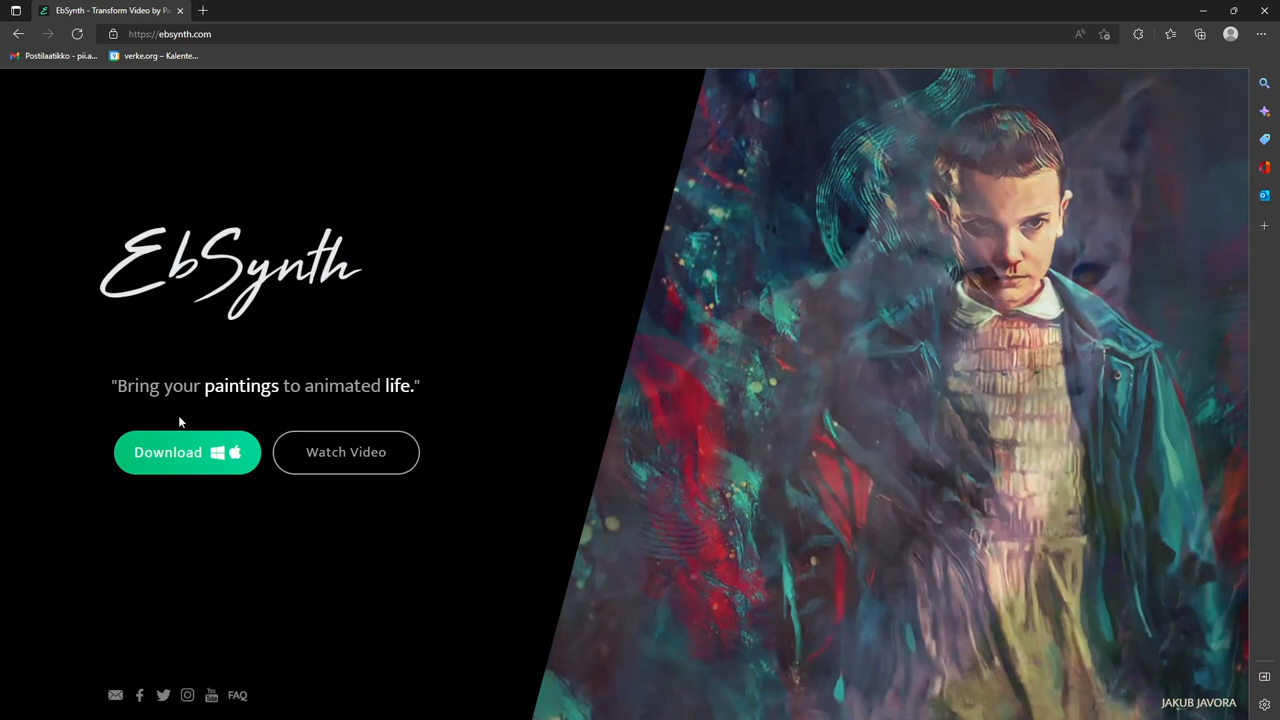 EbSynth - Transform Video by Pa
https://ebsynth.com
Postilaatikko - pii.a...
verke.org – Kalente...
EbSynth
"Bring your paintings to animated life."
Download
Watch Video
FAQ
JAKUB JAVORA